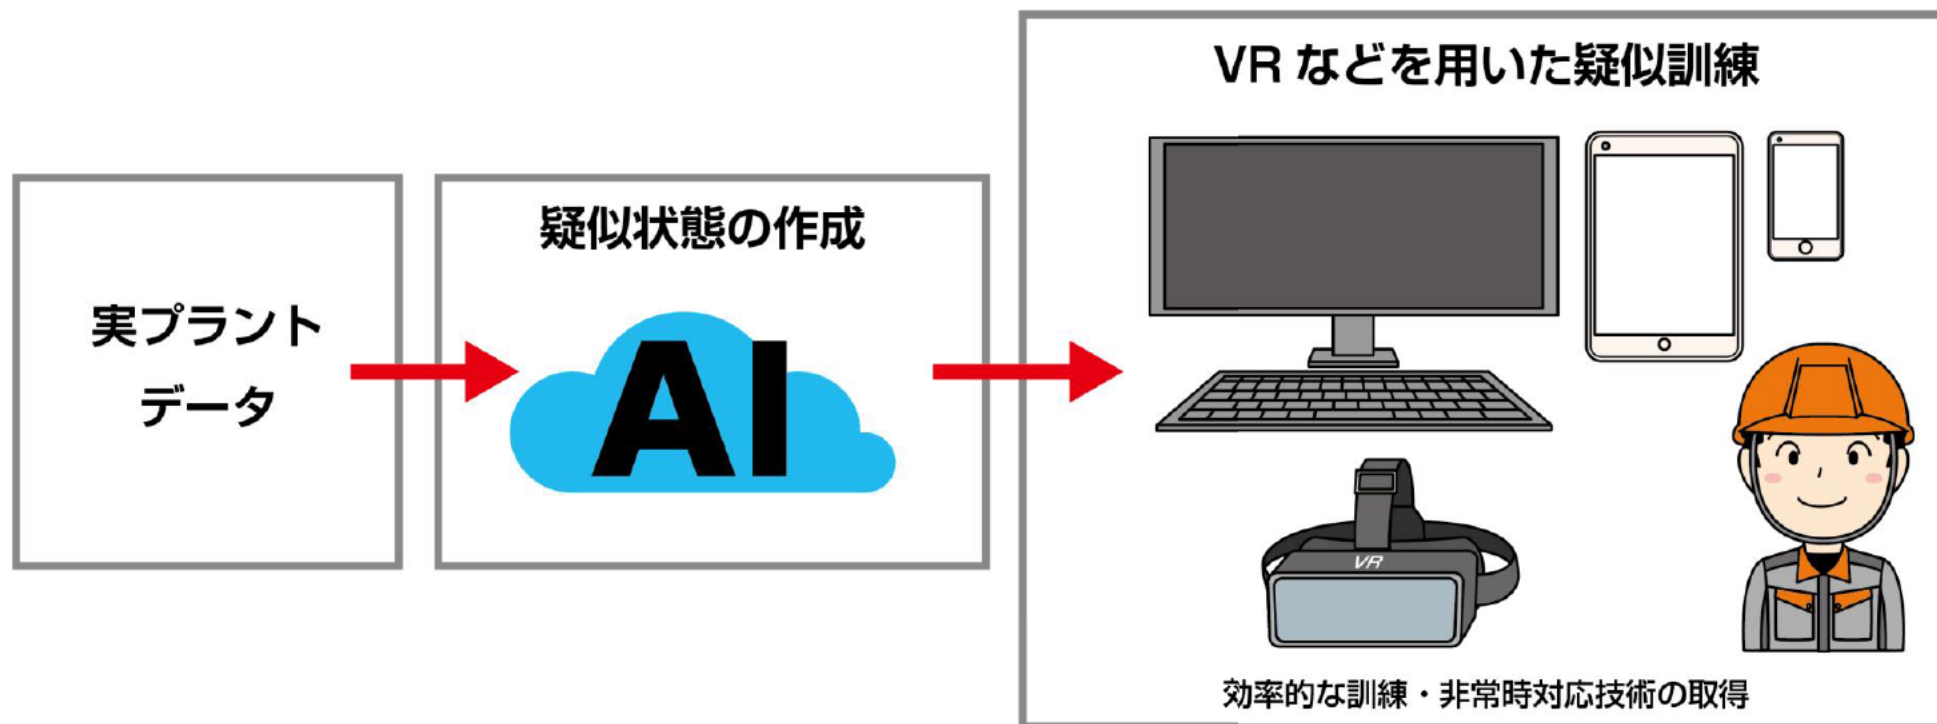 実プラント
データ
疑似状態の作成
AI
VR などを用いた疑似訓練
VR
効率的な訓練・非常時対応技術の取得